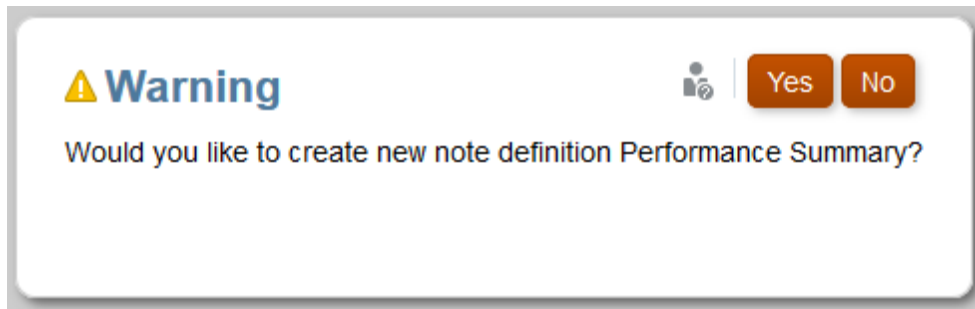 Warning
Yes No
Would you like to create new note definition Performance Summary?